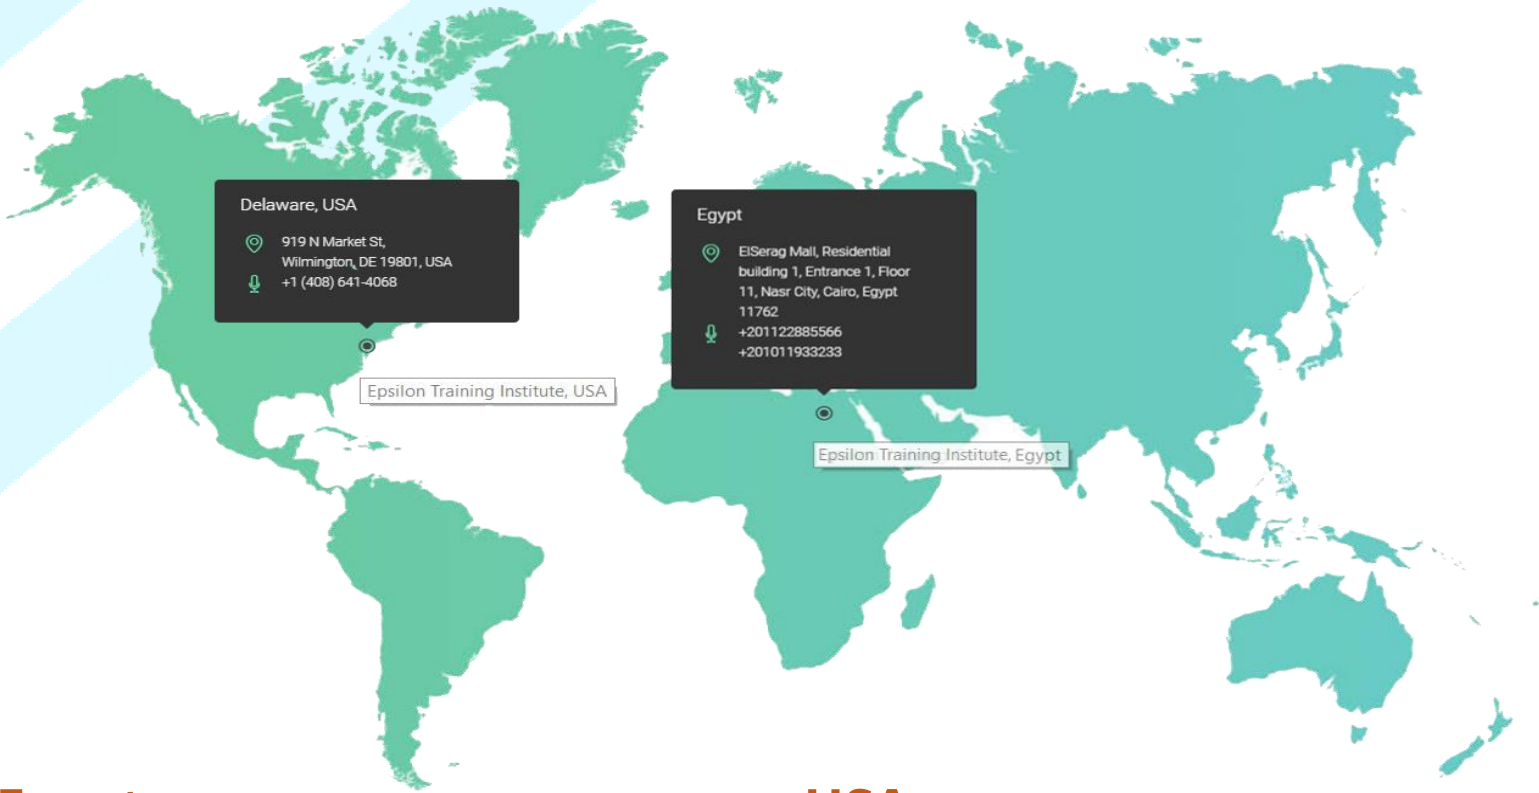 Delaware, USA
919 N Market St,
Wilmington, DE 19801, USA
+1 (408) 641-4068
Epsilon Training Institute, USA
Egypt
ElSerag Mall, Residential
building 1, Entrance 1, Floor
11, Nasr City, Cairo, Egypt
11762
+201122885566
+201011933233
Epsilon Training Institute, Egypt
USA